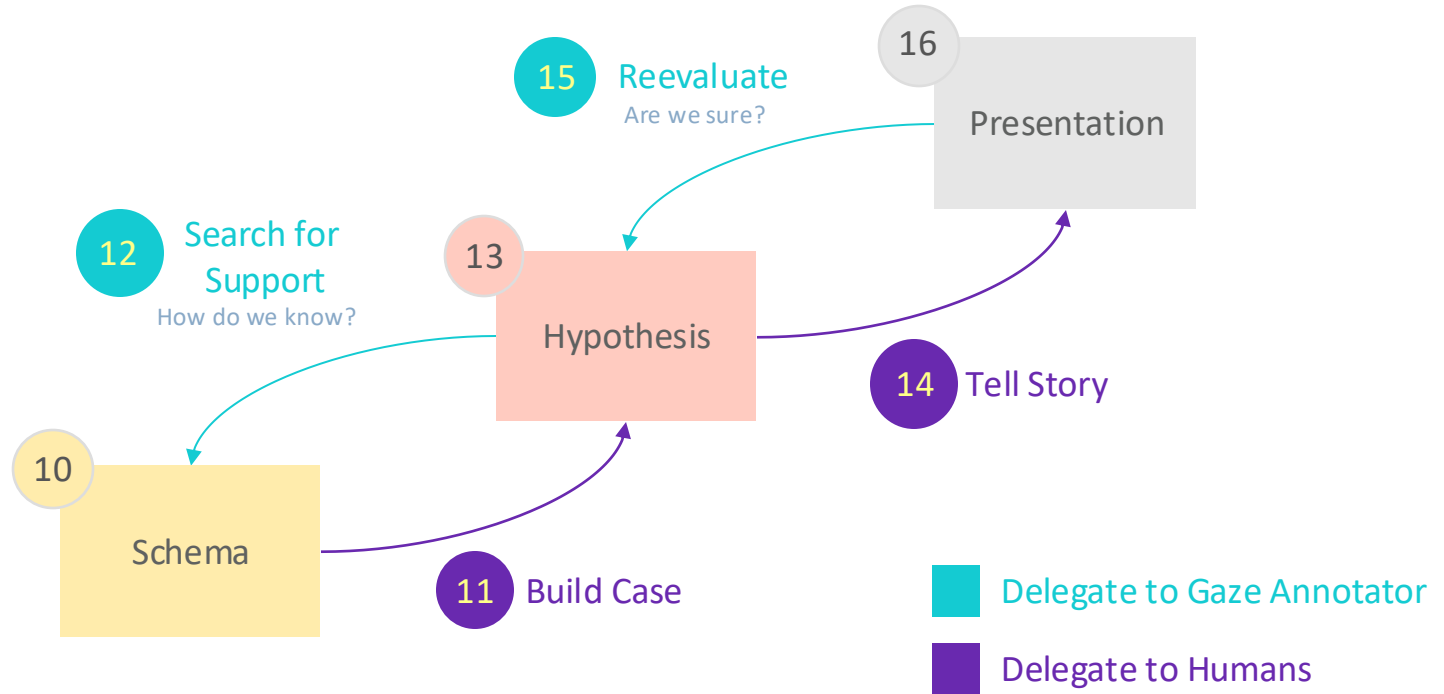 16
Presentation
15
Reevaluate
Are we sure?
12
Search for
Support
How do we know?
13
Hypothesis
14
Tell Story
10
Schema
11
Build Case
Delegate to Gaze Annotator
Delegate to Humans